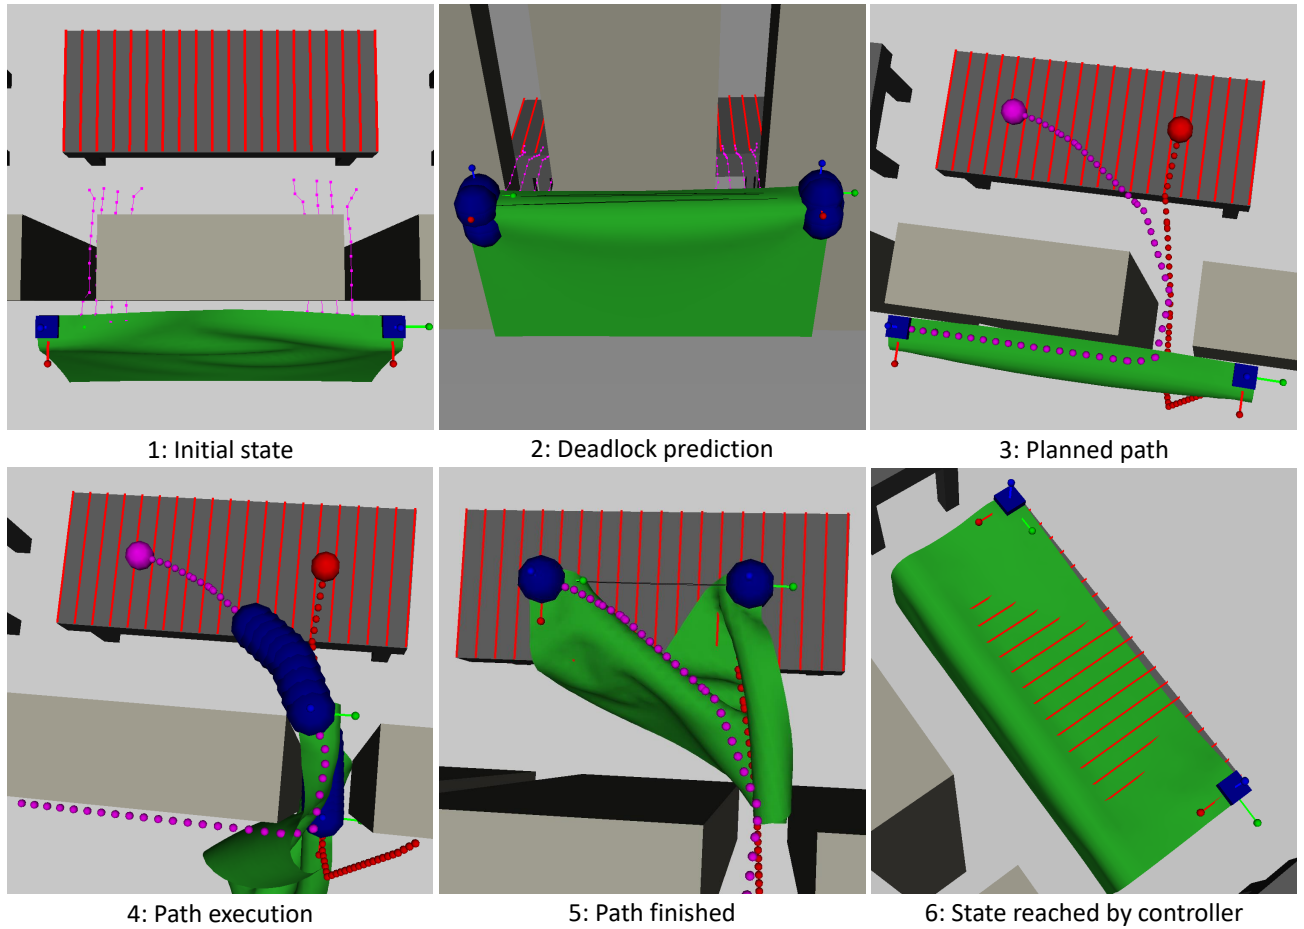 1: Initial state
2: Deadlock prediction
3: Planned path
4: Path execution
5: Path finished
6: State reached by controller